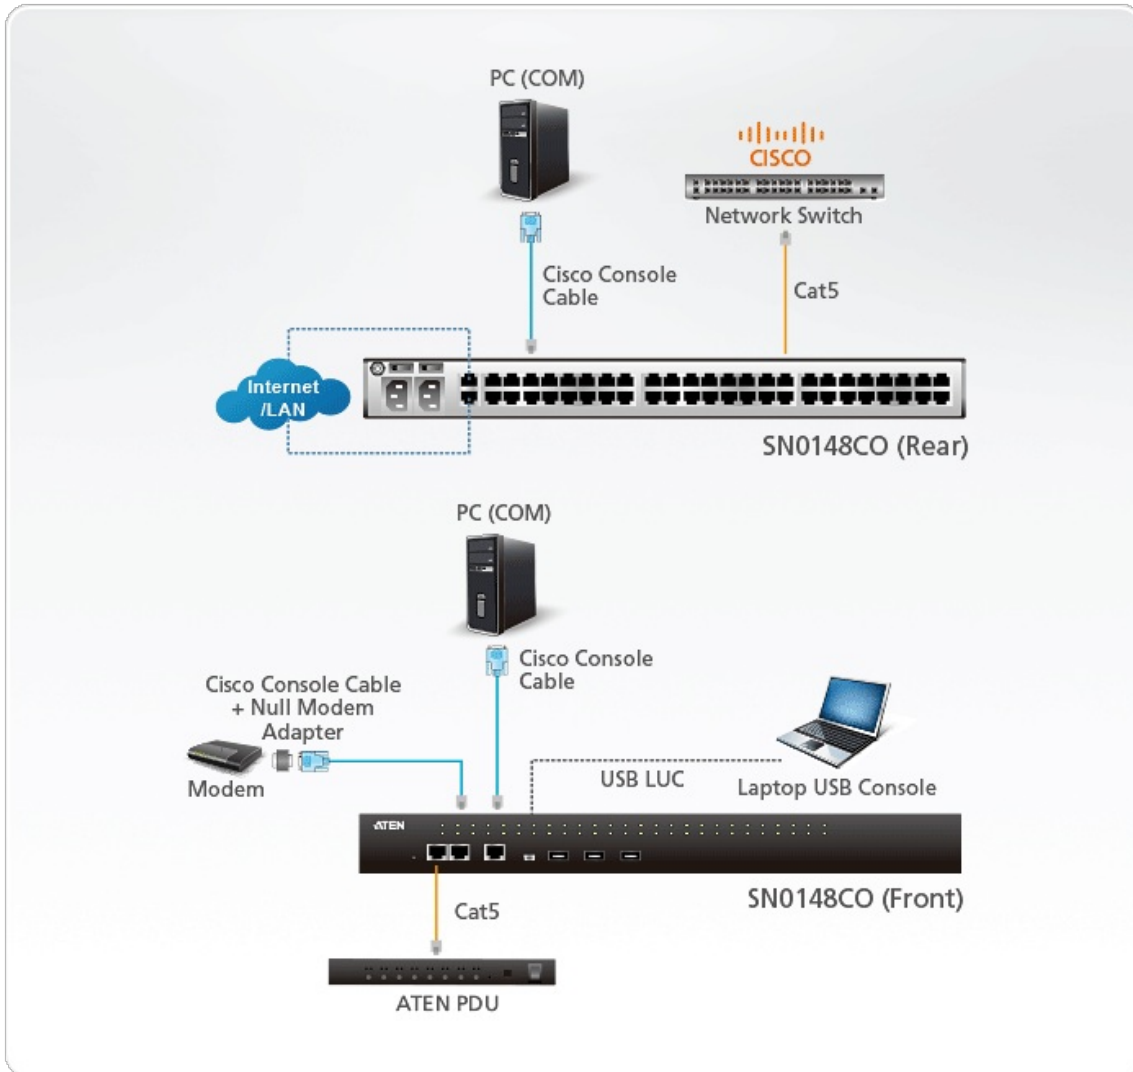 PC (COM)
CISCO
Network Switch
Cisco Console
Cable
Cat5
Internet
/LAN
SN0148CO (Rear)
PC (COM)
Cisco Console
Cable
Cisco Console Cable
+ Null Modem
Adapter
Modem
USB LUC
Laptop USB Console
ATEN
SN0148CO (Front)
Cat5
ATEN PDU